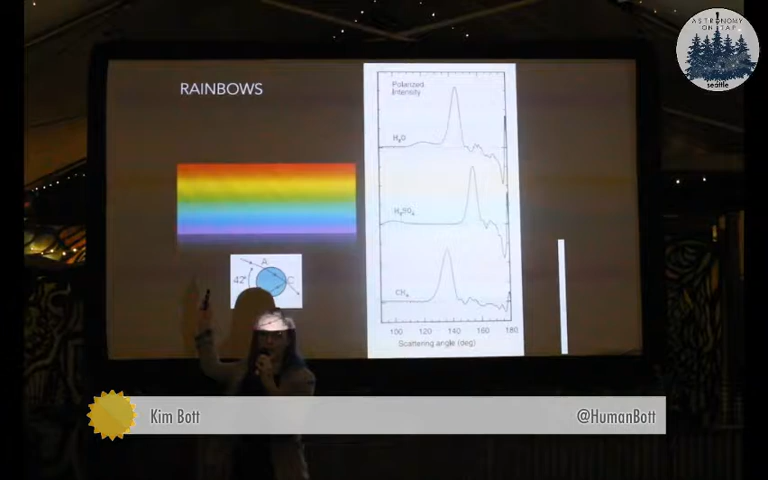 ASTRONOMY
ON TAP
seattle
RAINBOWS
Polarized
Intensity
H₂O
H₂SO₄
CH₄
A
42°
C
100 120 140 160 180
Scattering angle (deg)
Kim Bott
@HumanBott